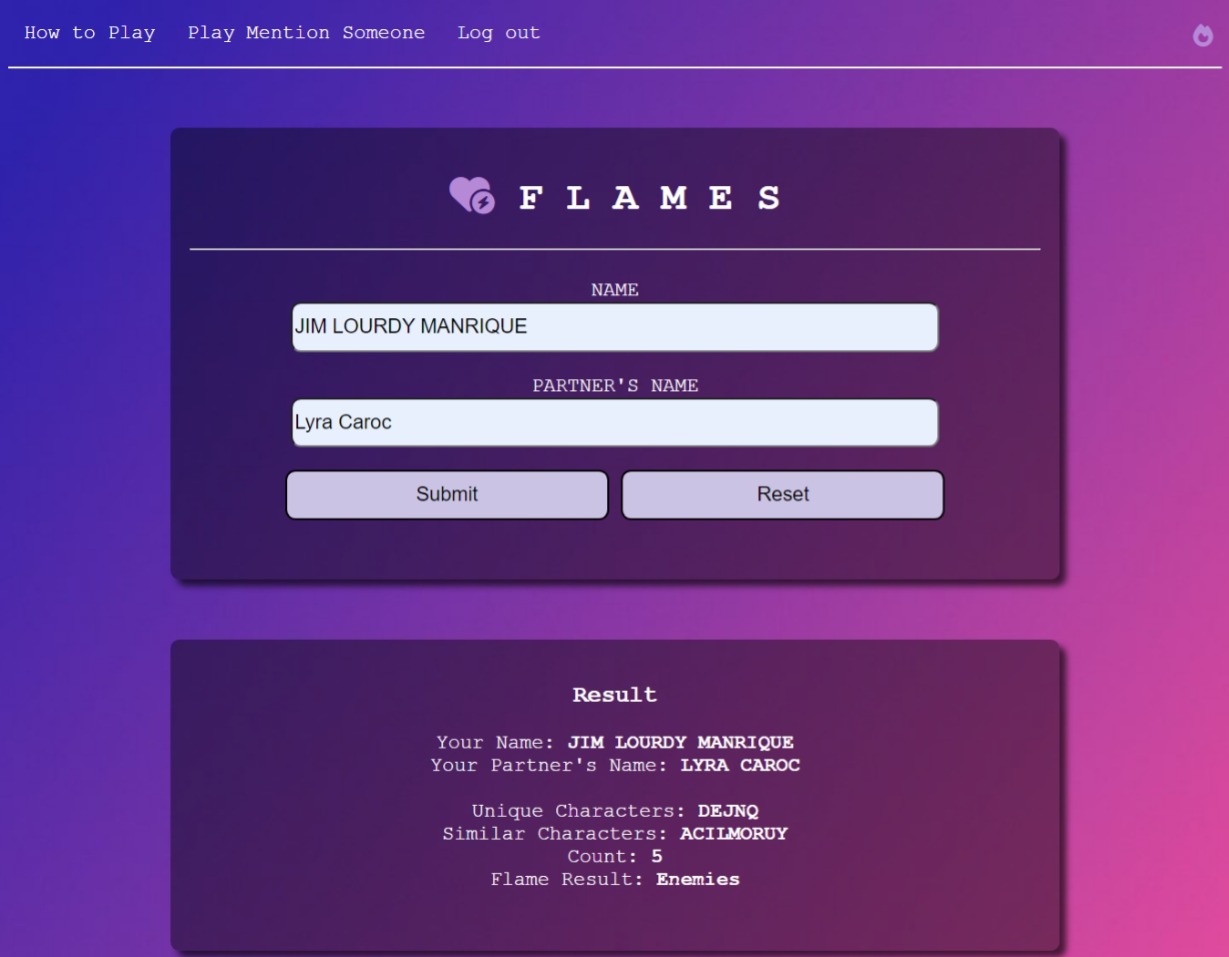 How to Play Play Mention Someone Log out
F L A M E S
NAME
JIM LOURDY MANRIQUE
PARTNER'S NAME
Lyra Caroc
Submit Reset
Result
Your Name: JIM LOURDY MANRIQUE
Your Partner's Name: LYRA CAROC
Unique Characters: DEJNQ
Similar Characters: ACILMORUY
Count: 5
Flame Result: Enemies